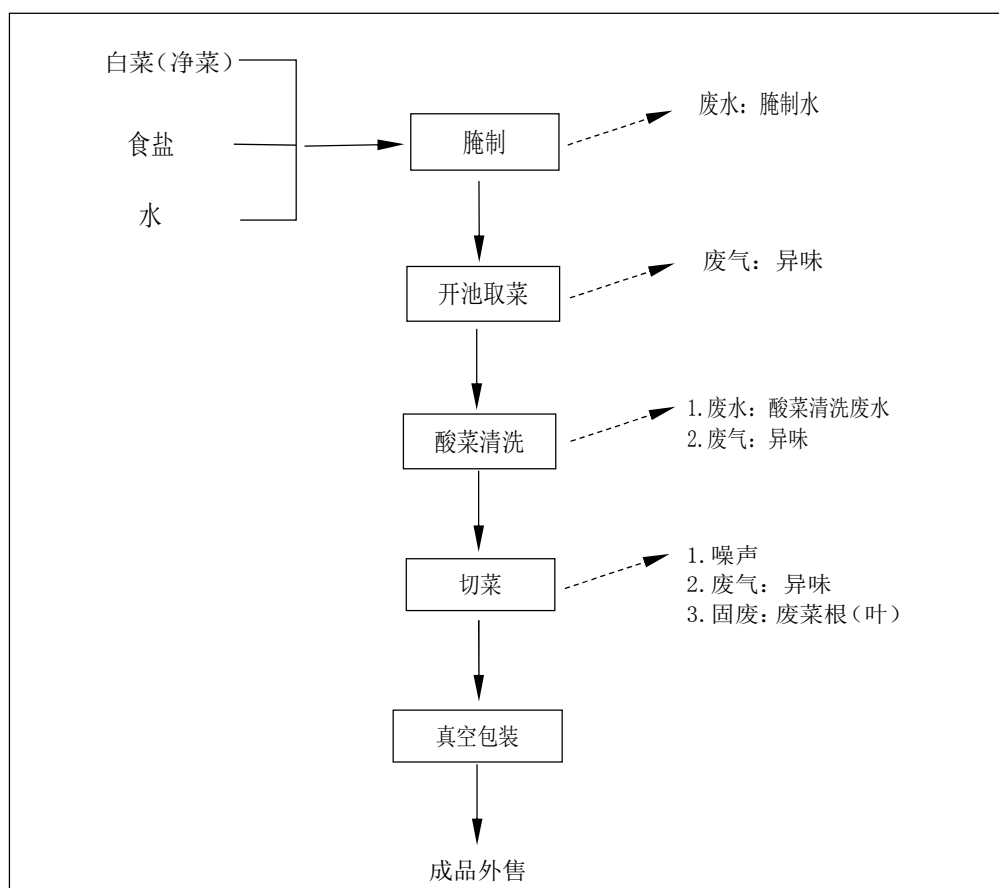 白菜(净菜)
食盐
水
腌制
废水：腌制水
开池取菜
废气：异味
酸菜清洗
1.废水：酸菜清洗废水
2.废气：异味
切菜
1.噪声
2.废气：异味
3.固废：废菜根(叶)
真空包装
成品外售